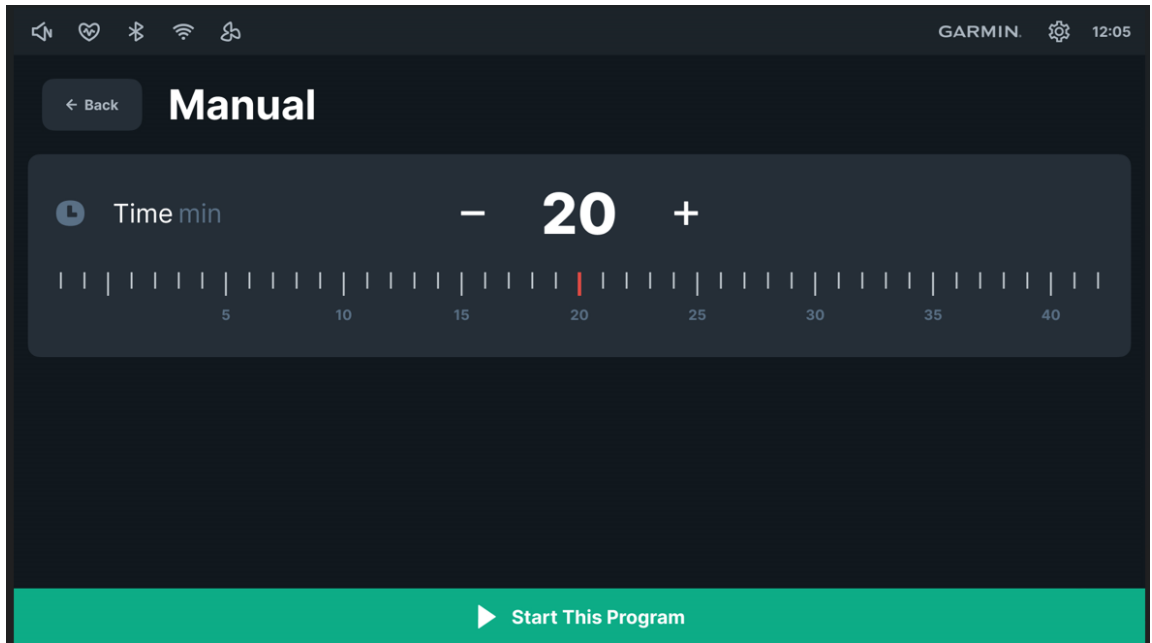 GARMIN. 12:05
← Back Manual
Time min − 20 +
5 10 15 20 25 30 35 40
Start This Program